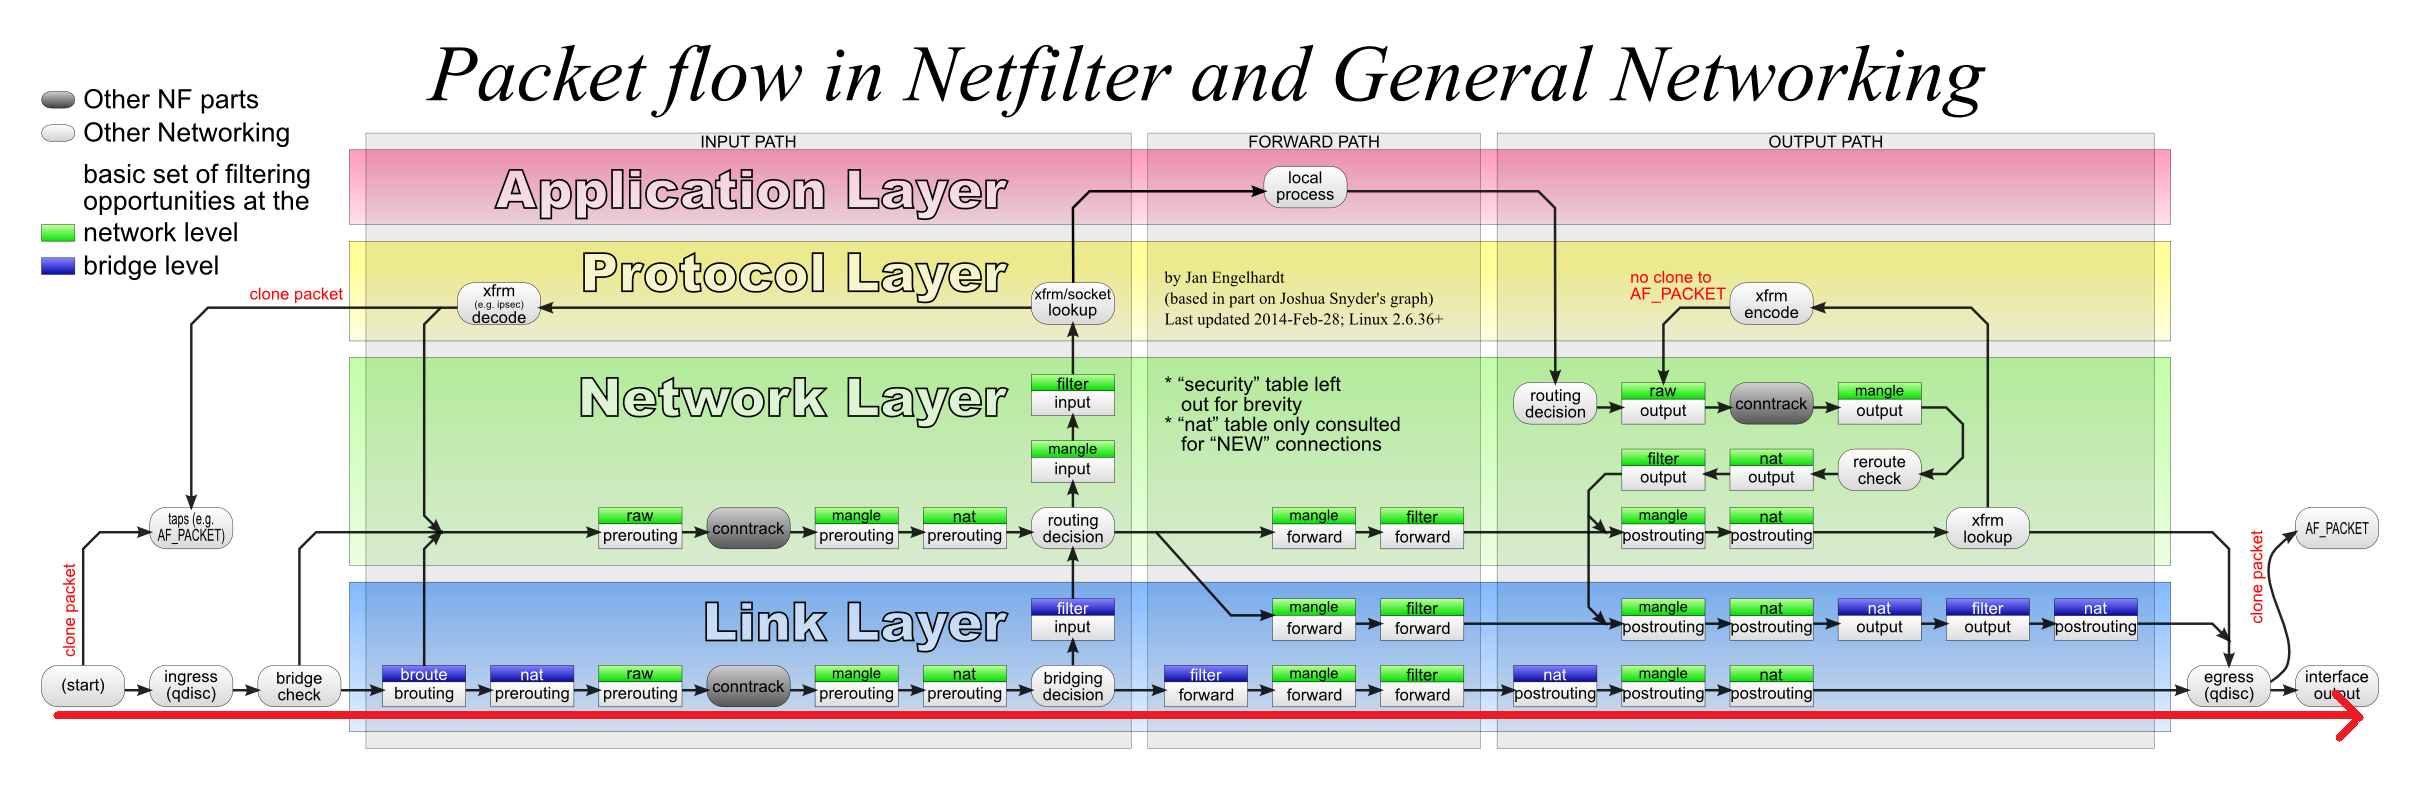 Packet flow in Netfilter and General Networking
Other NF parts
Other Networking
basic set of filtering
opportunities at the
network level
bridge level
INPUT PATH
FORWARD PATH
OUTPUT PATH
Application Layer
local
process
Protocol Layer
clone packet
xfrm
(e.g. ipsec)
decode
xfrm/socket
lookup
by Jan Engelhardt
(based in part on Joshua Snyder's graph)
Last updated 2014-Feb-28; Linux 2.6.36+
no clone to
AF_PACKET
xfrm
encode
Network Layer
filter
input
mangle
input
* “security” table left
out for brevity
* “nat” table only consulted
for “NEW” connections
routing
decision
raw
output
conntrack
mangle
output
filter
output
nat
output
reroute
check
taps (e.g.
AF_PACKET)
raw
prerouting
conntrack
mangle
prerouting
nat
prerouting
routing
decision
mangle
forward
filter
forward
mangle
postrouting
nat
postrouting
xfrm
lookup
AF_PACKET
clone packet
clone packet
Link Layer
filter
input
mangle
forward
filter
forward
mangle
postrouting
nat
postrouting
nat
output
filter
output
nat
postrouting
(start)
ingress
(qdisc)
bridge
check
broute
brouting
nat
prerouting
raw
prerouting
conntrack
mangle
prerouting
nat
prerouting
bridging
decision
filter
forward
mangle
forward
filter
forward
nat
postrouting
mangle
postrouting
nat
postrouting
egress
(qdisc)
interface
output